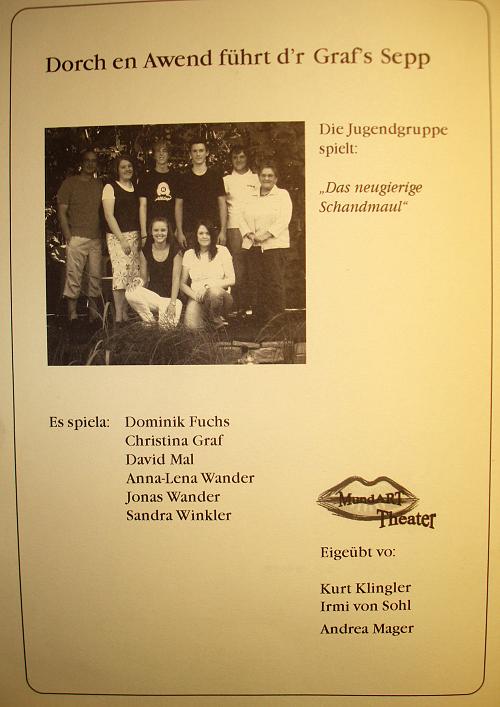 Dorch en Awend führt d'r Graf's Sepp
Die Jugendgruppe
spielt:
„Das neugierige
Schandmaul“
Es spiela: Dominik Fuchs
Christina Graf
David Mal
Anna-Lena Wander
Jonas Wander
Sandra Winkler
MundART
Theater
Eigeübt vo:
Kurt Klingler
Irmi von Sohl
Andrea Mager